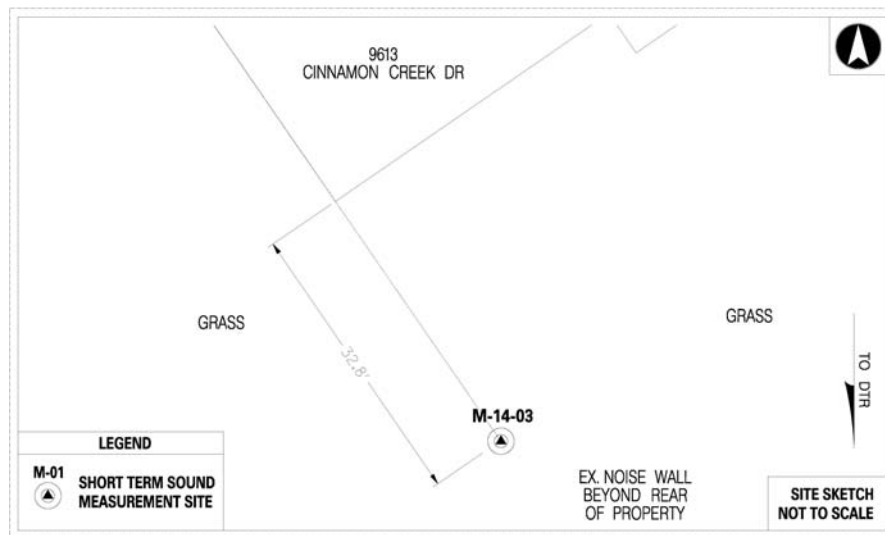 9613
CINNAMON CREEK DR
GRASS
GRASS
32.8'
TO DTR
M-14-03
LEGEND
M-01
SHORT TERM SOUND
MEASUREMENT SITE
EX. NOISE WALL
BEYOND REAR
OF PROPERTY
SITE SKETCH
NOT TO SCALE